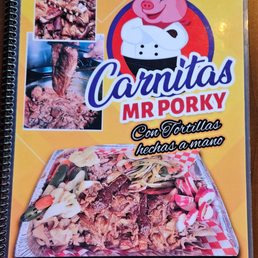 Carnitas
MR PORKY
Con Tortillas
hechas a mano